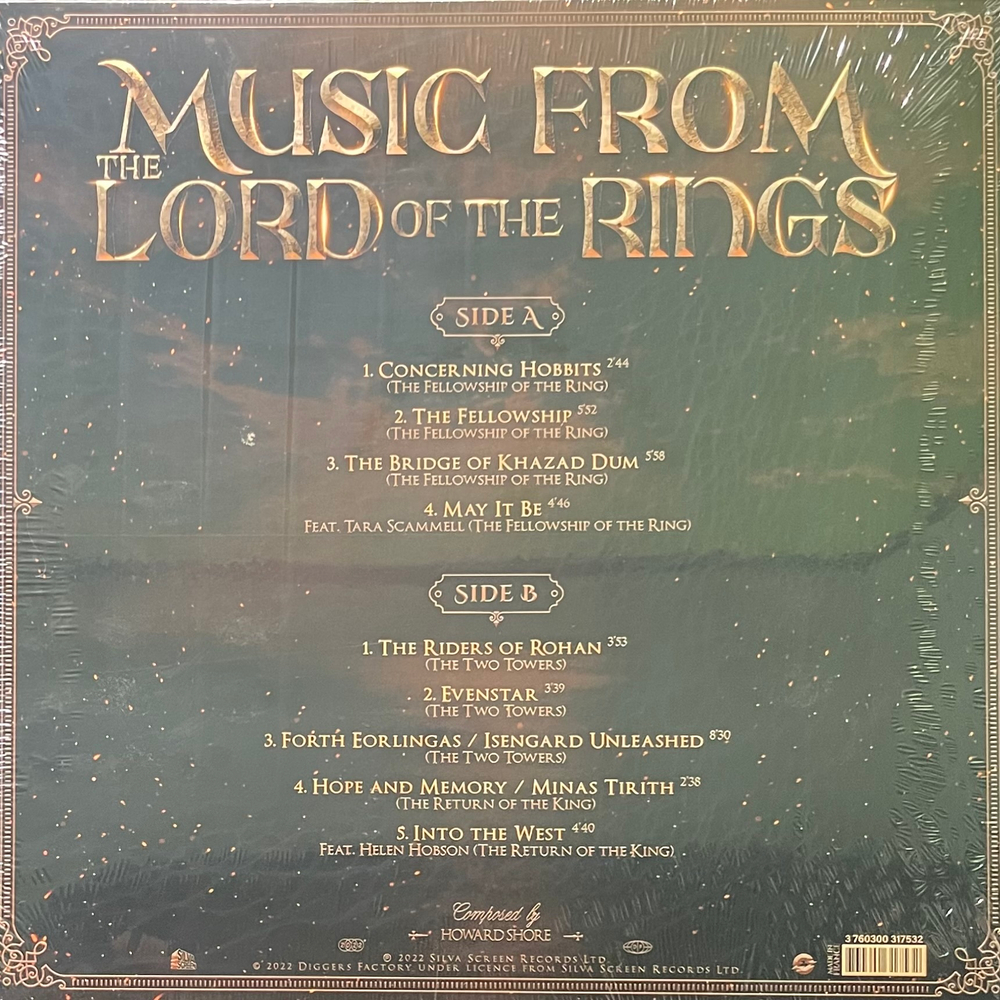 MUSIC FROM
THE
LORD OF THE RINGS
SIDE A
1. CONCERNING HOBBITS 2'44
(THE FELLOWSHIP OF THE RING)
2. THE FELLOWSHIP 5'52
(THE FELLOWSHIP OF THE RING)
3. THE BRIDGE OF KHAZAD DUM 5'58
(THE FELLOWSHIP OF THE RING)
4. MAY IT BE 4'46
FEAT. TARA SCAMMELL (THE FELLOWSHIP OF THE RING)
SIDE B
1. THE RIDERS OF ROHAN 3'53
(THE TWO TOWERS)
2. EVENSTAR 3'39
(THE TWO TOWERS)
3. FORTH EORLINGAS / ISENGARD UNLEASHED 8'30
(THE TWO TOWERS)
4. HOPE AND MEMORY / MINAS TIRITH 2'38
(THE RETURN OF THE KING)
5. INTO THE WEST 4'40
FEAT. HELEN HOBSON (THE RETURN OF THE KING)
Composed by
HOWARD SHORE
© 2022 SILVA SCREEN RECORDS LTD
© 2022 DIGGERS FACTORY UNDER LICENCE FROM SILVA SCREEN RECORDS LTD.
MADE IN
FRANCE
3 760300 317532